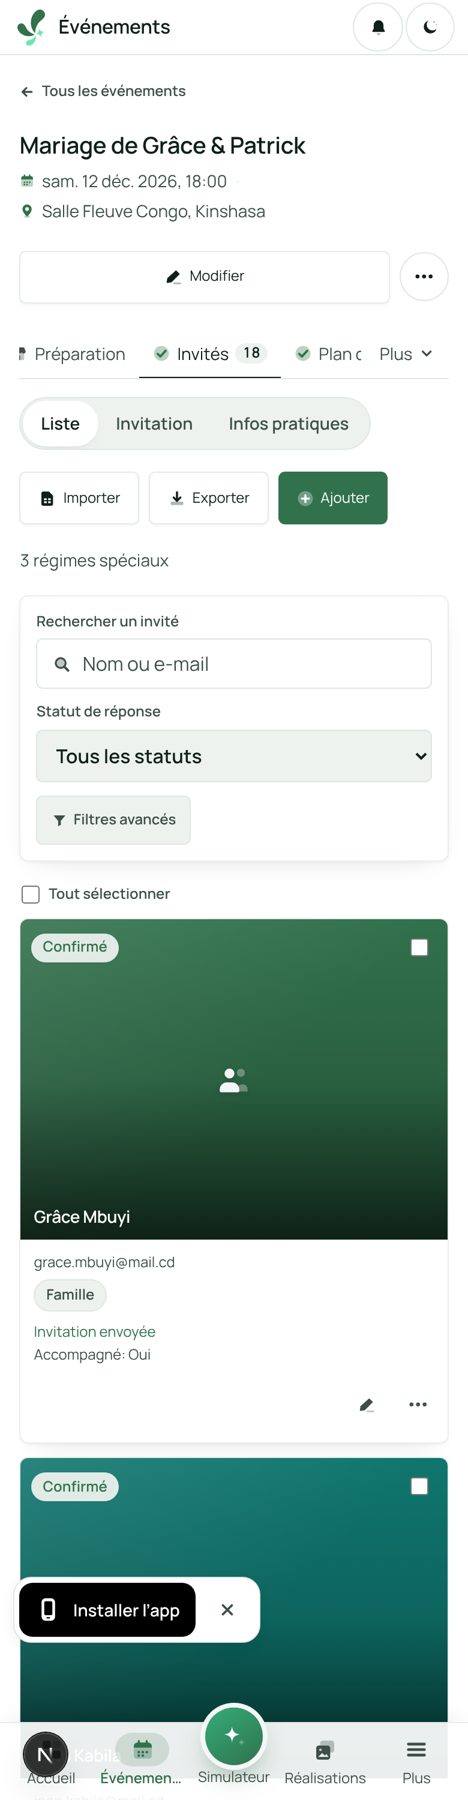 Événements
Tous les événements
Mariage de Grâce & Patrick
sam. 12 déc. 2026, 18:00
Salle Fleuve Congo, Kinshasa
Modifier
Préparation Invités 18 Plan Plus
Liste Invitation Infos pratiques
Importer Exporter Ajouter
3 régimes spéciaux
Rechercher un invité
Nom ou e-mail
Statut de réponse
Tous les statuts
Filtres avancés
Tout sélectionner
Confirmé
Grâce Mbuyi
grace.mbuyi@mail.cd
Famille
Invitation envoyée
Accompagné: Oui
Confirmé
Installer l'app
N Kabila
Accueil Événemen... Simulateur Réalisations Plus